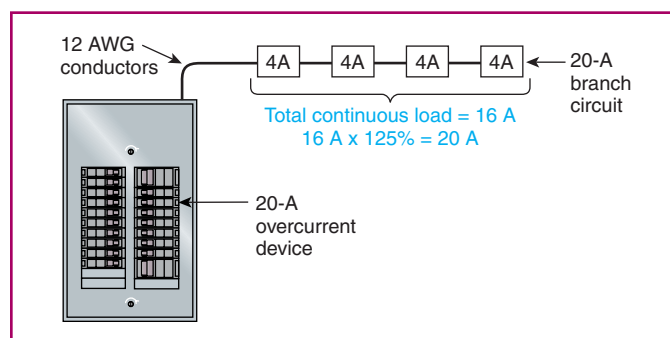 12 AWG
conductors
4A
4A
4A
4A
20-A
branch
circuit
Total continuous load = 16 A
16 A x 125% = 20 A
20-A
overcurrent
device